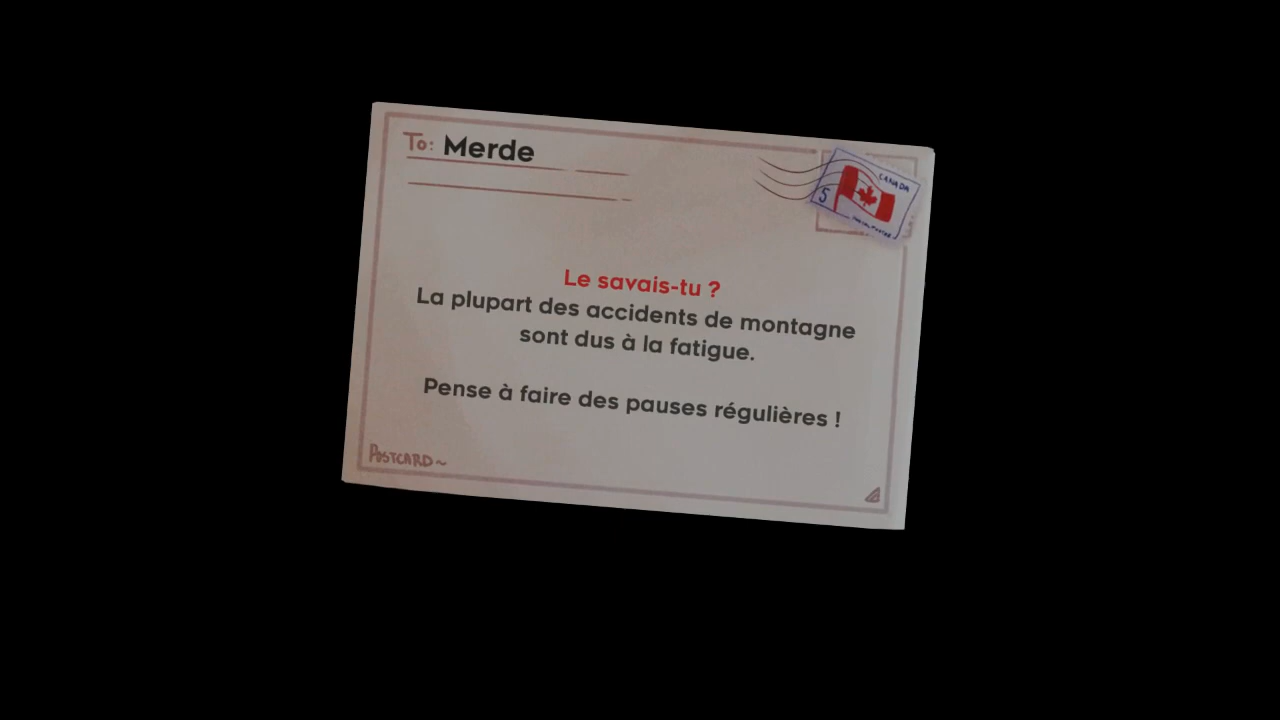 To: Merde
CANADA
5
Le savais-tu ?
La plupart des accidents de montagne
sont dus à la fatigue.
Pense à faire des pauses régulières !
POSTCARD~